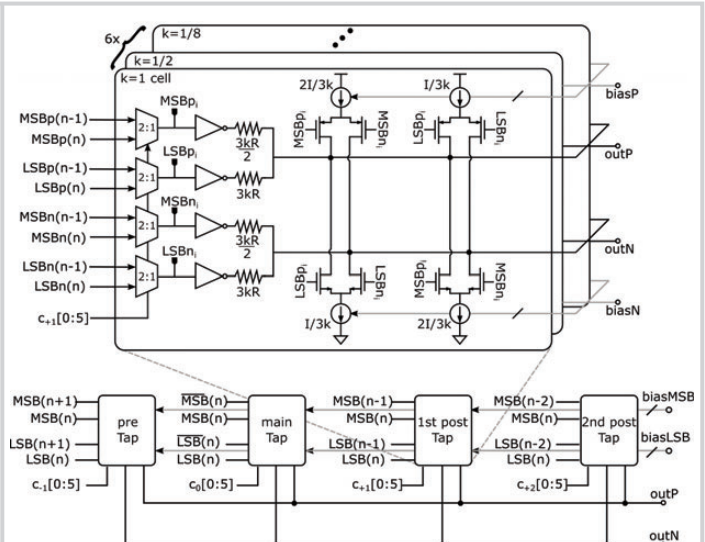 6x
k=1/8
k=1/2
k=1 cell
2I/3k
I/3k
biasP
MSBp(n-1)
MSBp(n)
2:1
MSBpᵢ
3kR
2
MSBpᵢ
MSBnᵢ
LSBpᵢ
LSBnᵢ
outP
LSBp(n-1)
LSBp(n)
2:1
LSBpᵢ
3kR
MSBn(n-1)
MSBn(n)
2:1
MSBnᵢ
3kR
2
outN
LSBn(n-1)
LSBn(n)
2:1
LSBnᵢ
3kR
LSBpᵢ
LSBnᵢ
MSBpᵢ
MSBnᵢ
biasN
c₊₁[0:5]
I/3k
2I/3k
MSB(n+1)
MSB(n)
LSB(n+1)
LSB(n)
c₋₁[0:5]
pre
Tap
M̅S̅B̅(n)
MSB(n)
L̅S̅B̅(n)
LSB(n)
c₀[0:5]
main
Tap
MSB(n-1)
MSB(n)
LSB(n-1)
LSB(n)
c₊₁[0:5]
1st post
Tap
MSB(n-2)
MSB(n)
LSB(n-2)
LSB(n)
c₊₂[0:5]
2nd post
Tap
biasMSB
biasLSB
outP
outN